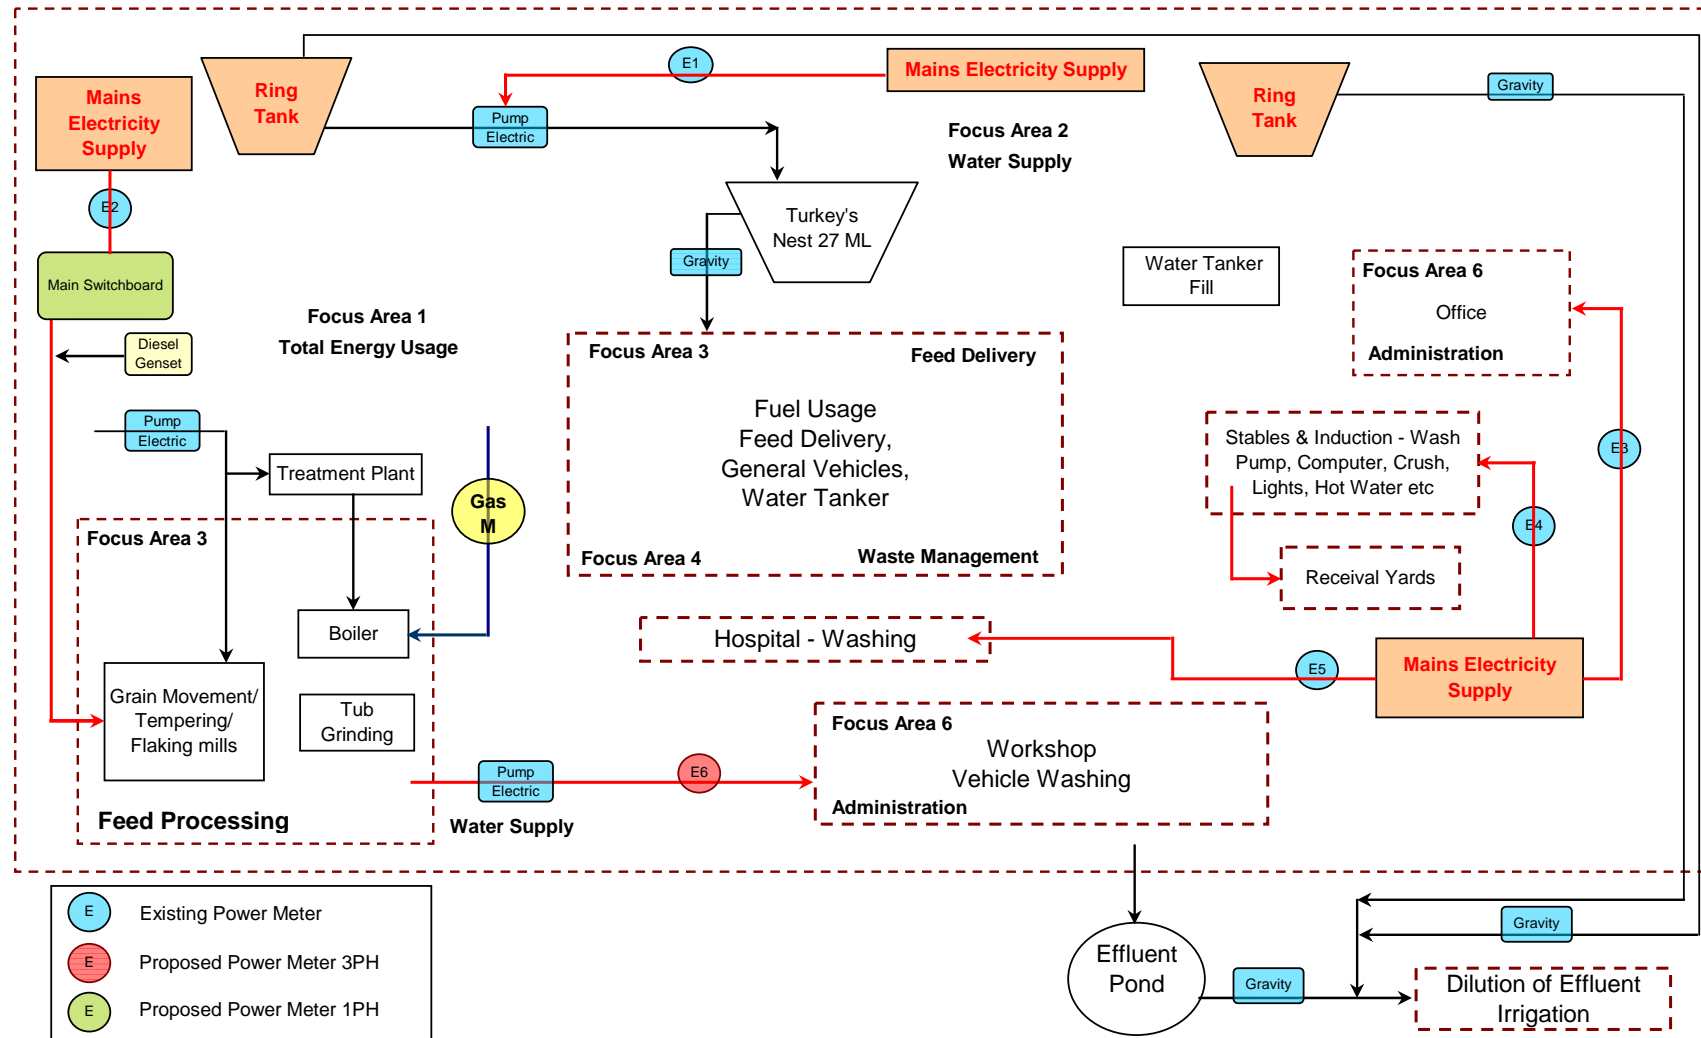 Mains
Electricity
Supply
Ring
Tank
E1
Mains Electricity Supply
Pump
Electric
Focus Area 2
Water Supply
Ring
Tank
Gravity
E2
Turkey's
Nest 27 ML
Gravity
Main Switchboard
Water Tanker
Fill
Focus Area 6
Office
Administration
Focus Area 1
Total Energy Usage
Diesel
Genset
Focus Area 3
Feed Delivery
Fuel Usage
Feed Delivery,
General Vehicles,
Water Tanker
Focus Area 4
Waste Management
Pump
Electric
Treatment Plant
Gas
M
Stables & Induction - Wash
Pump, Computer, Crush,
Lights, Hot Water etc
E3
E4
Receival Yards
Focus Area 3
Boiler
Hospital - Washing
E5
Mains Electricity
Supply
Grain Movement/
Tempering/
Flaking mills
Tub
Grinding
Feed Processing
Pump
Electric
Water Supply
E6
Focus Area 6
Workshop
Vehicle Washing
Administration
E Existing Power Meter
E Proposed Power Meter 3PH
E Proposed Power Meter 1PH
Effluent
Pond
Gravity
Gravity
Dilution of Effluent
Irrigation